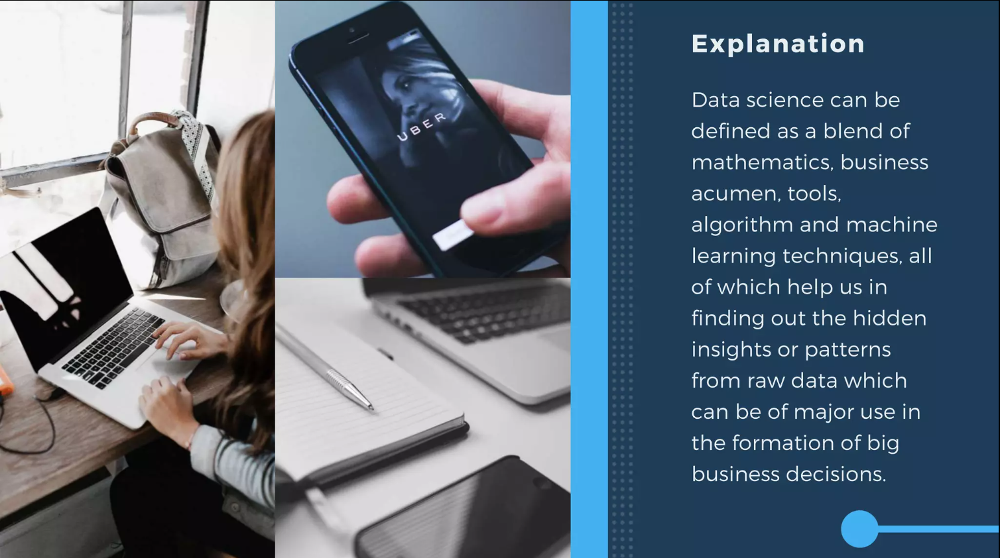 UBER
Explanation
Data science can be
defined as a blend of
mathematics, business
acumen, tools,
algorithm and machine
learning techniques, all
of which help us in
finding out the hidden
insights or patterns
from raw data which
can be of major use in
the formation of big
business decisions.